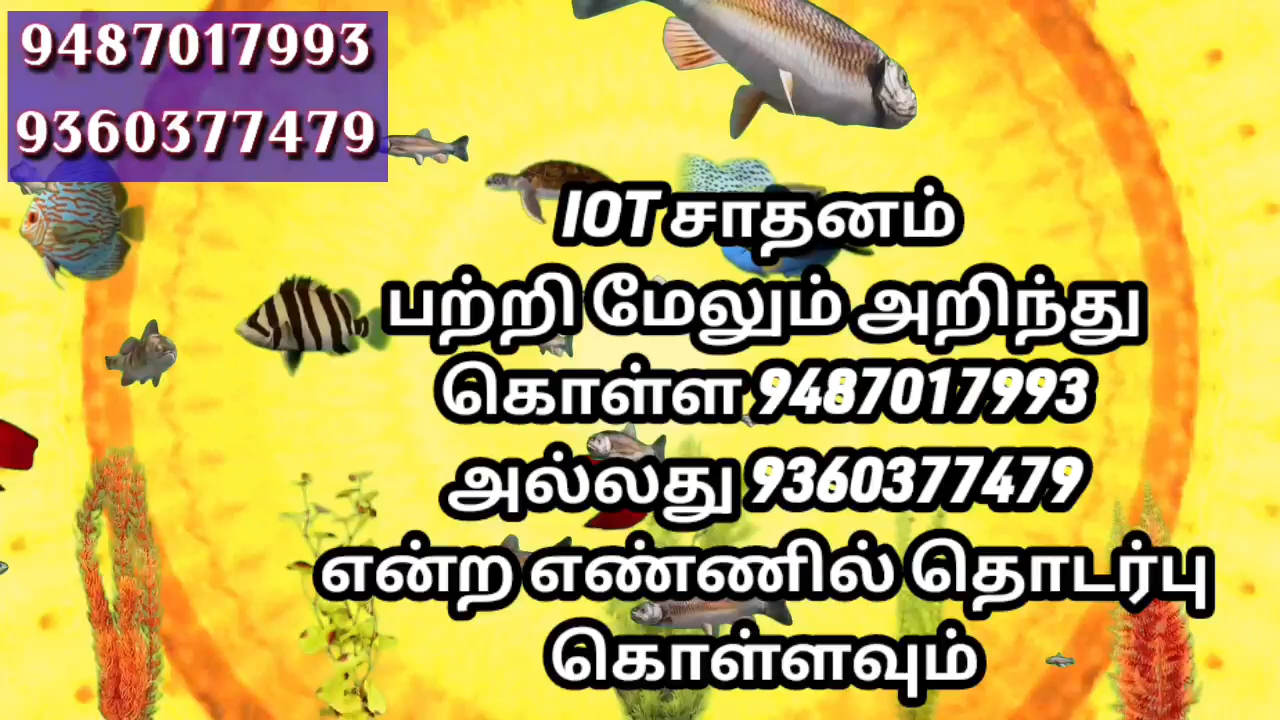 9487017993
9360377479
IOT சாதனம்
பற்றி மேலும் அறிந்து
கொள்ள 9487017993
அல்லது 9360377479
என்ற எண்ணில் தொடர்பு
கொள்ளவும்